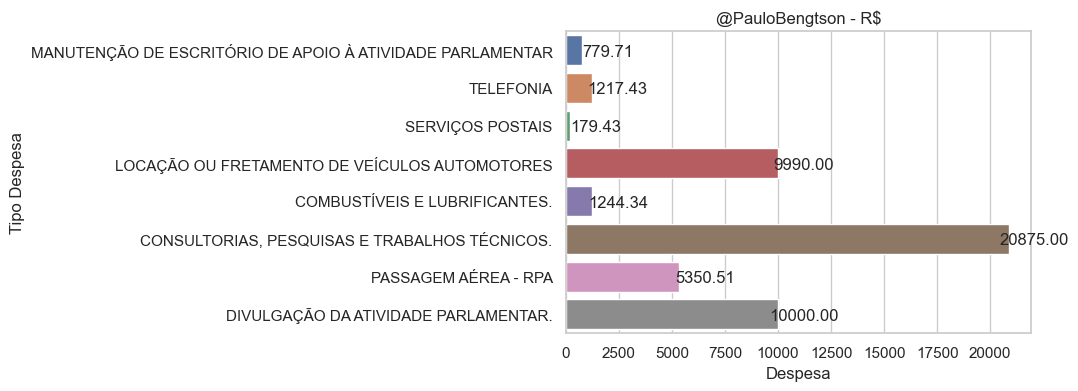 @PauloBengtson - R$
Tipo Despesa
MANUTENÇÃO DE ESCRITÓRIO DE APOIO À ATIVIDADE PARLAMENTAR 779.71
TELEFONIA 1217.43
SERVIÇOS POSTAIS 179.43
LOCAÇÃO OU FRETAMENTO DE VEÍCULOS AUTOMOTORES 9990.00
COMBUSTÍVEIS E LUBRIFICANTES. 1244.34
CONSULTORIAS, PESQUISAS E TRABALHOS TÉCNICOS. 20875.00
PASSAGEM AÉREA - RPA 5350.51
DIVULGAÇÃO DA ATIVIDADE PARLAMENTAR. 10000.00
0 2500 5000 7500 10000 12500 15000 17500 20000
Despesa